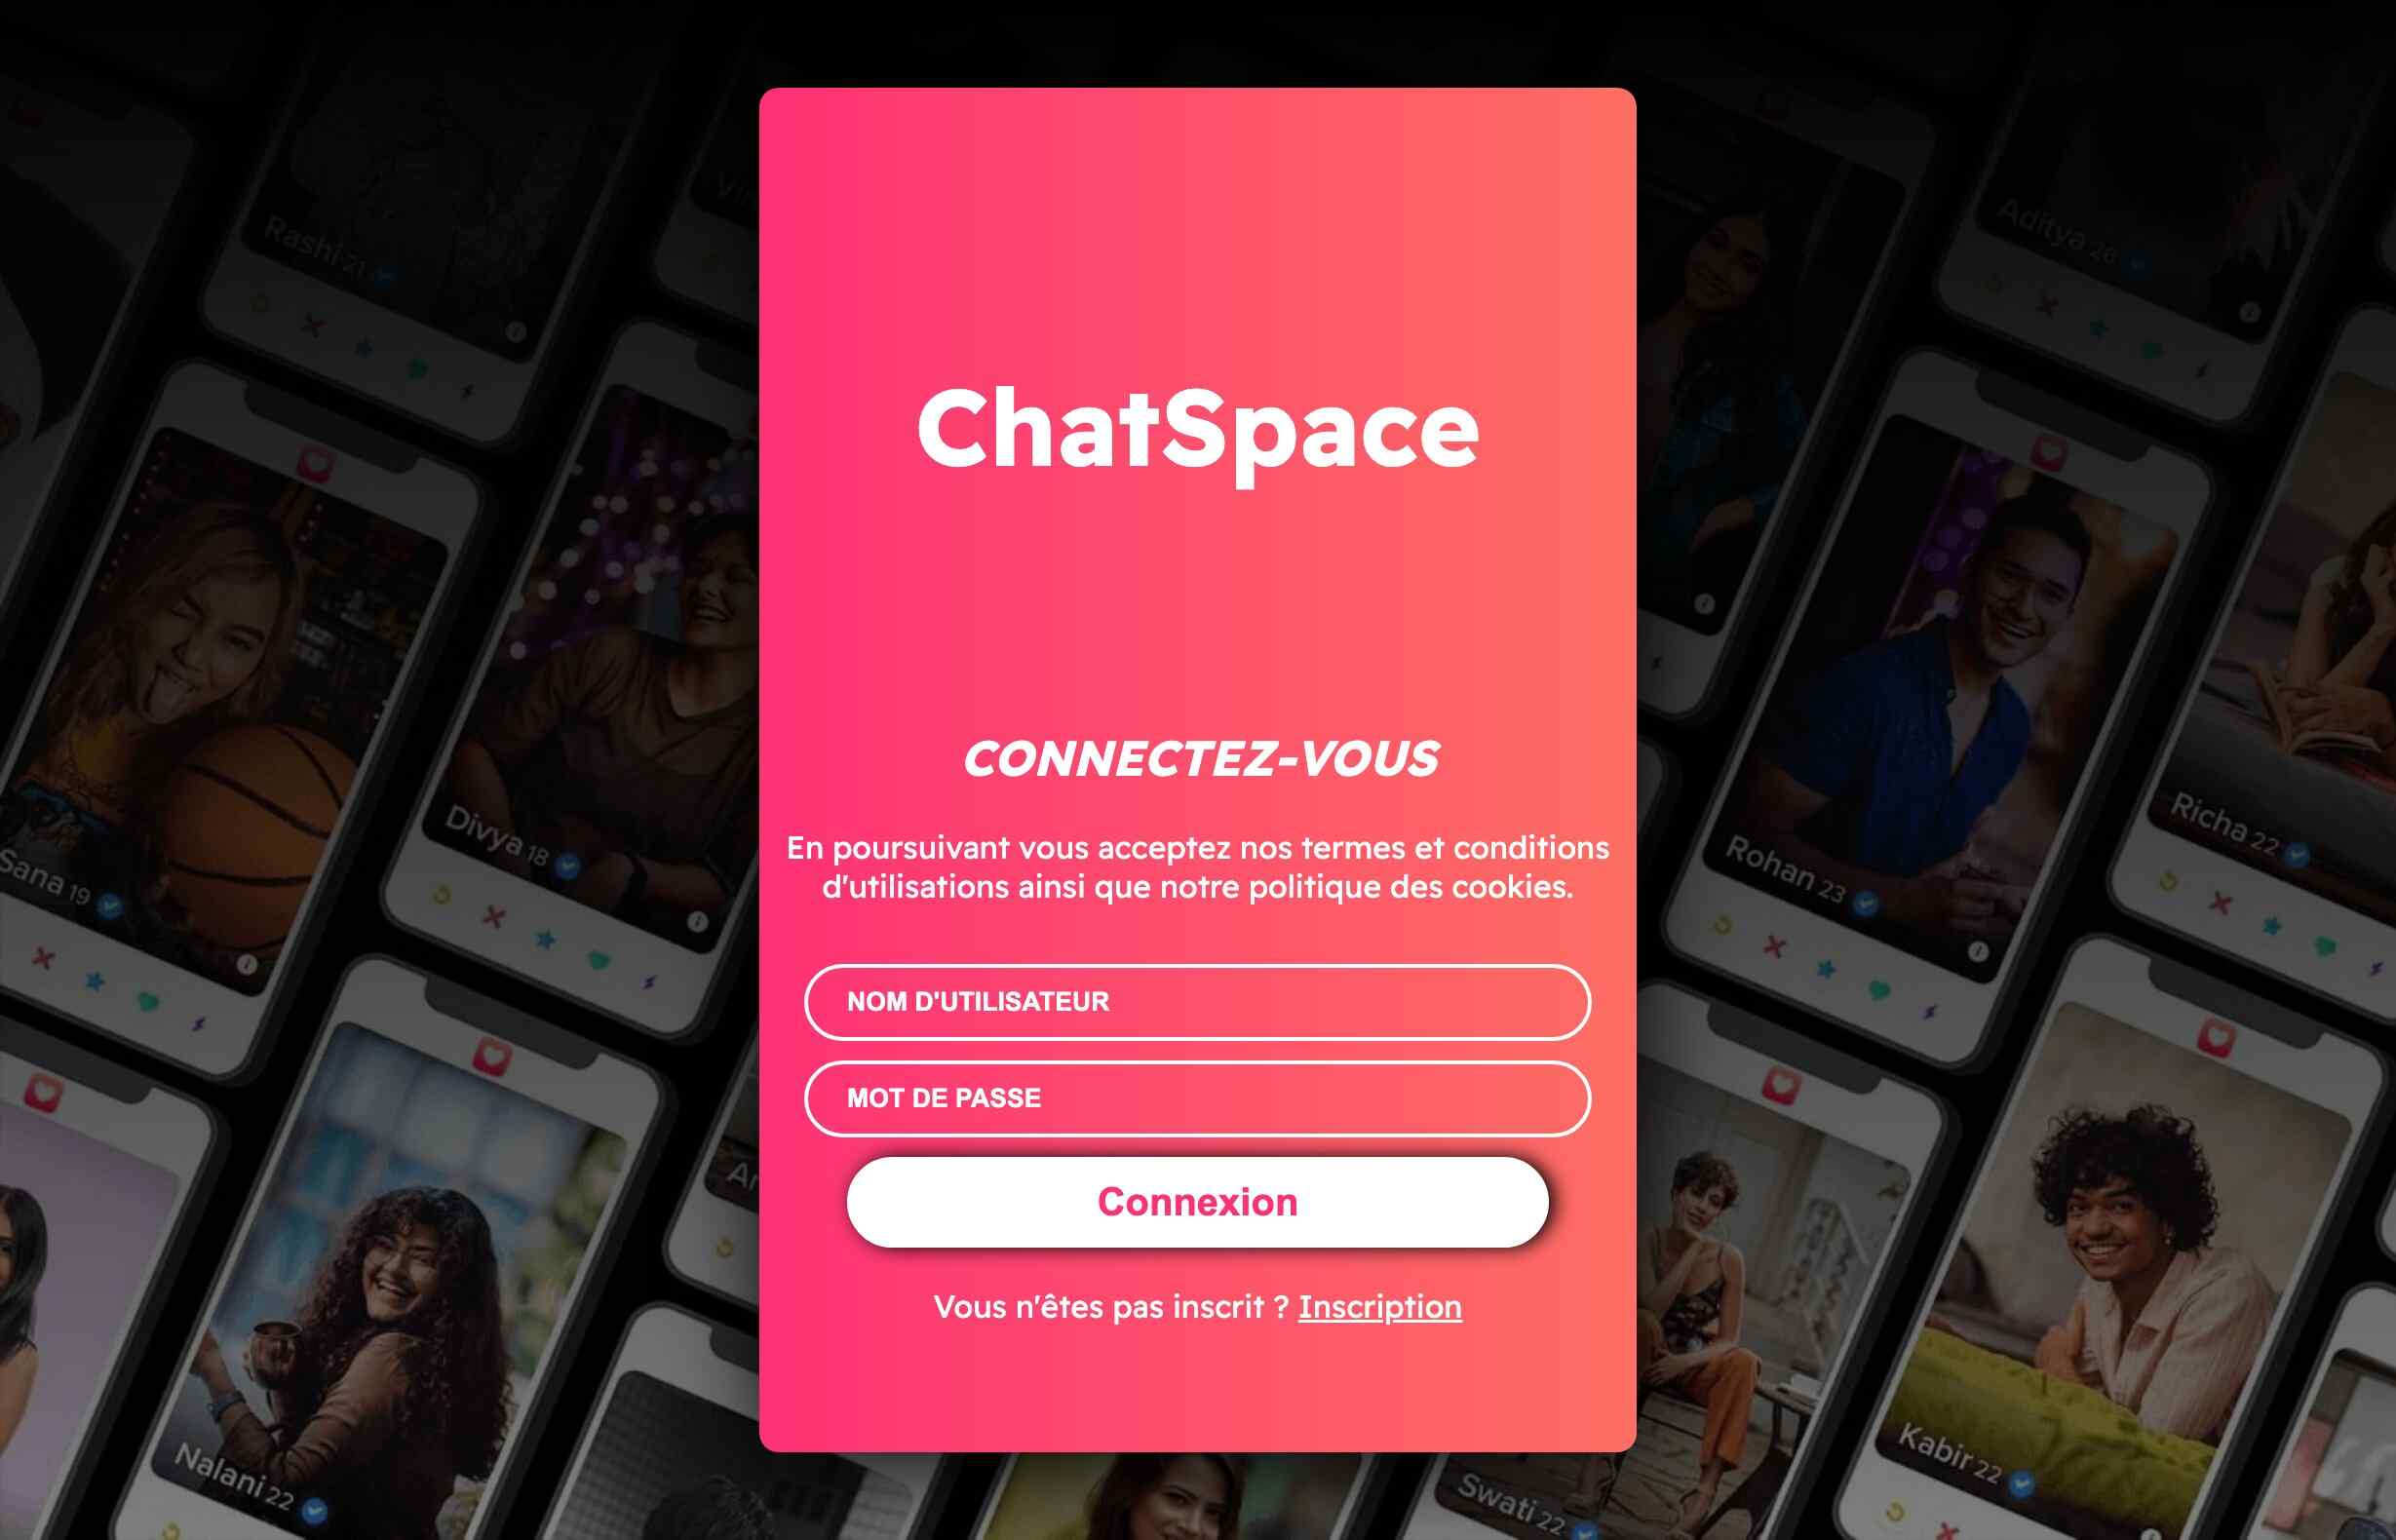 Rashi 21
Aditya 26
ChatSpace
CONNECTEZ-VOUS
En poursuivant vous acceptez nos termes et conditions
d'utilisations ainsi que notre politique des cookies.
Sana 19
Divya 18
Rohan 23
Richa 22
NOM D'UTILISATEUR
MOT DE PASSE
Connexion
Vous n'êtes pas inscrit ? Inscription
Nalani 22
Swati 22
Kabir 22